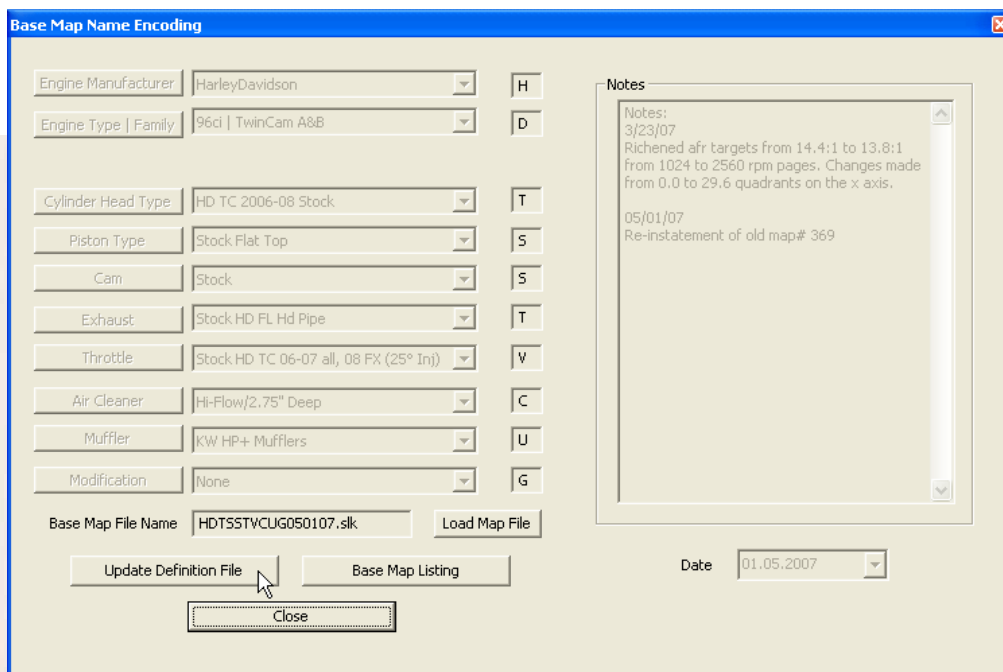 Base Map Name Encoding
Engine Manufacturer HarleyDavidson H
Engine Type | Family 96ci | TwinCam A&B D
Cylinder Head Type HD TC 2006-08 Stock T
Piston Type Stock Flat Top S
Cam Stock S
Exhaust Stock HD FL Hd Pipe T
Throttle Stock HD TC 06-07 all, 08 FX (25° Inj) V
Air Cleaner Hi-Flow/2.75" Deep C
Muffler KW HP+ Mufflers U
Modification None G
Base Map File Name HDTSSTVCUG050107.slk Load Map File
Update Definition File Base Map Listing
Close
Notes
Notes:
3/23/07
Richened afr targets from 14.4:1 to 13.8:1
from 1024 to 2560 rpm pages. Changes made
from 0.0 to 29.6 quadrants on the x axis.
05/01/07
Re-instatement of old map# 369
Date 01.05.2007